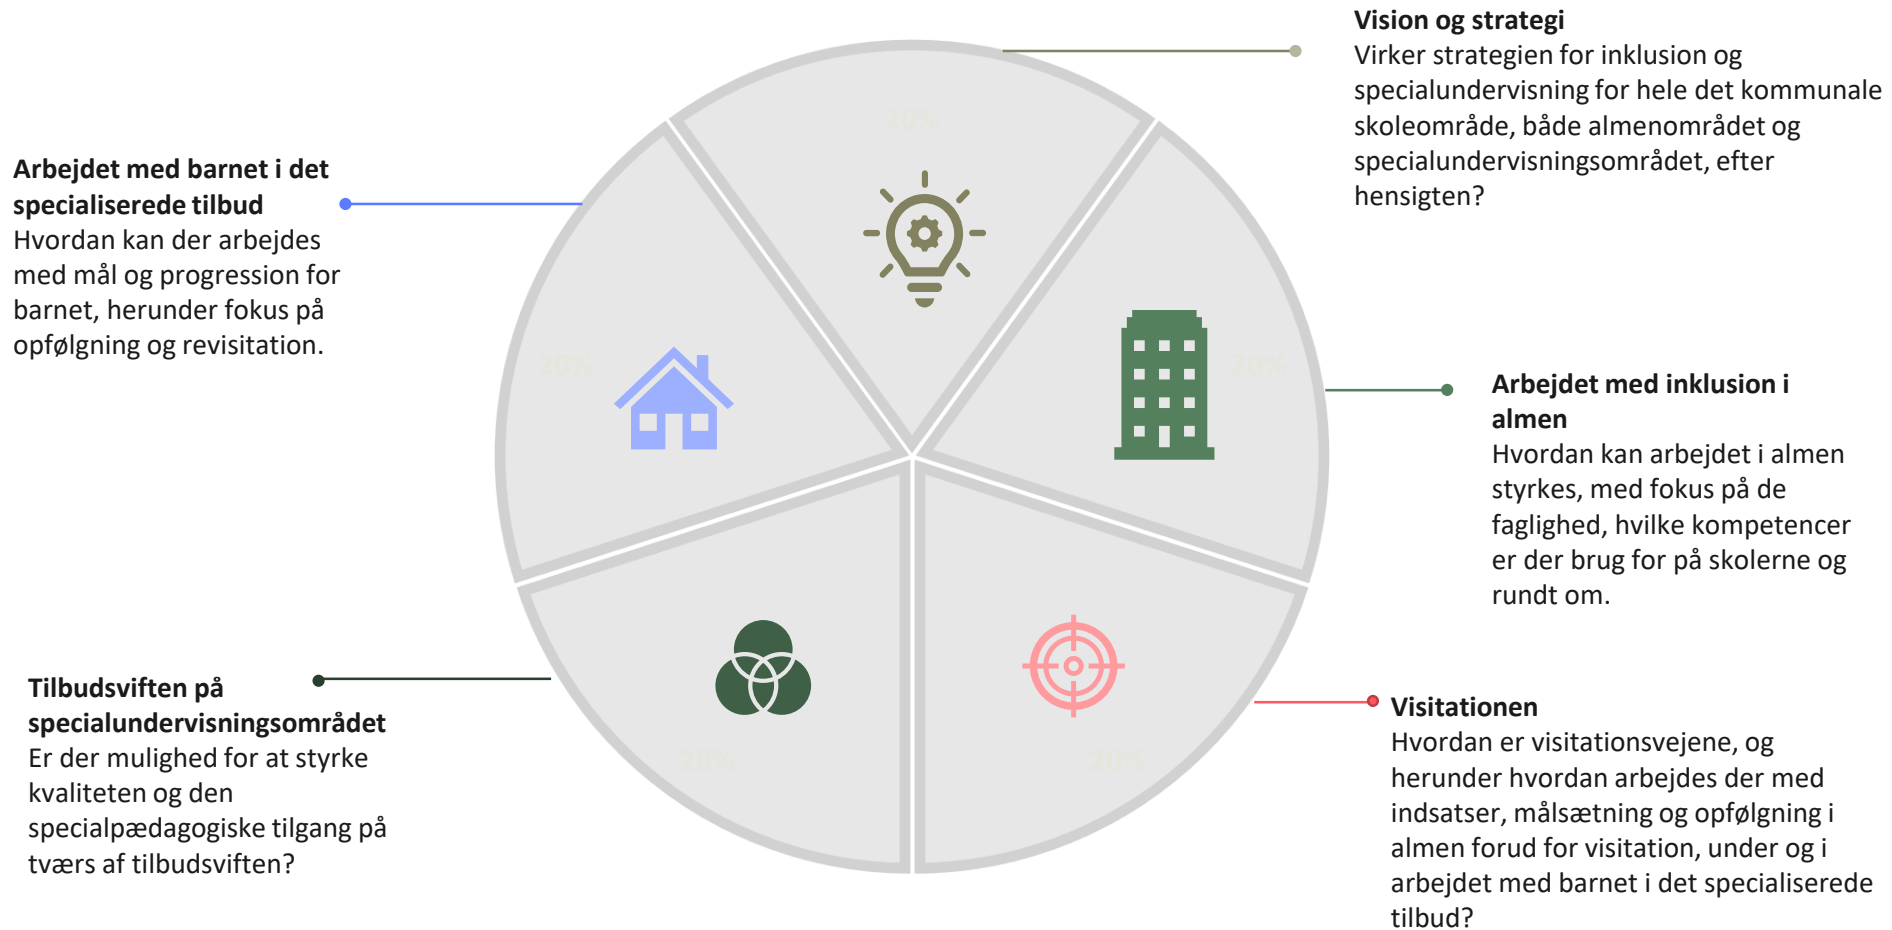 Vision og strategi
Virker strategien for inklusion og
specialundervisning for hele det kommunale
skoleområde, både almenområdet og
specialundervisningsområdet, efter
hensigten?
20%
Arbejdet med barnet i det
specialiserede tilbud
Hvordan kan der arbejdes
med mål og progression for
barnet, herunder fokus på
opfølgning og revisitation.
20%
20%
Arbejdet med inklusion i
almen
Hvordan kan arbejdet i almen
styrkes, med fokus på de
faglighed, hvilke kompetencer
er der brug for på skolerne og
rundt om.
Tilbudsviften på
specialundervisningsområdet
Er der mulighed for at styrke
kvaliteten og den
specialpædagogiske tilgang på
tværs af tilbudsviften?
20%
20%
Visitationen
Hvordan er visitationsvejene, og
herunder hvordan arbejdes der med
indsatser, målsætning og opfølgning i
almen forud for visitation, under og i
arbejdet med barnet i det specialiserede
tilbud?